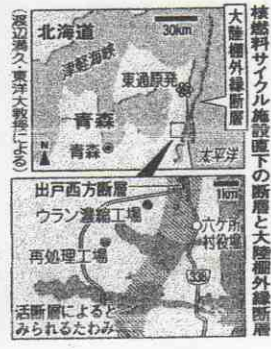 核燃料サイクル施設直下の断層と大陸棚外縁断層
大陸棚外縁断層
30km
北海道
津軽海峡
東通原発
青森
青森
太平洋
N
(渡辺満久・東洋大教授による)
出戸西方断層
1km
ウラン濃縮工場
六ケ所
村役場
再処理工場
338
活断層によると
みられるたわみ